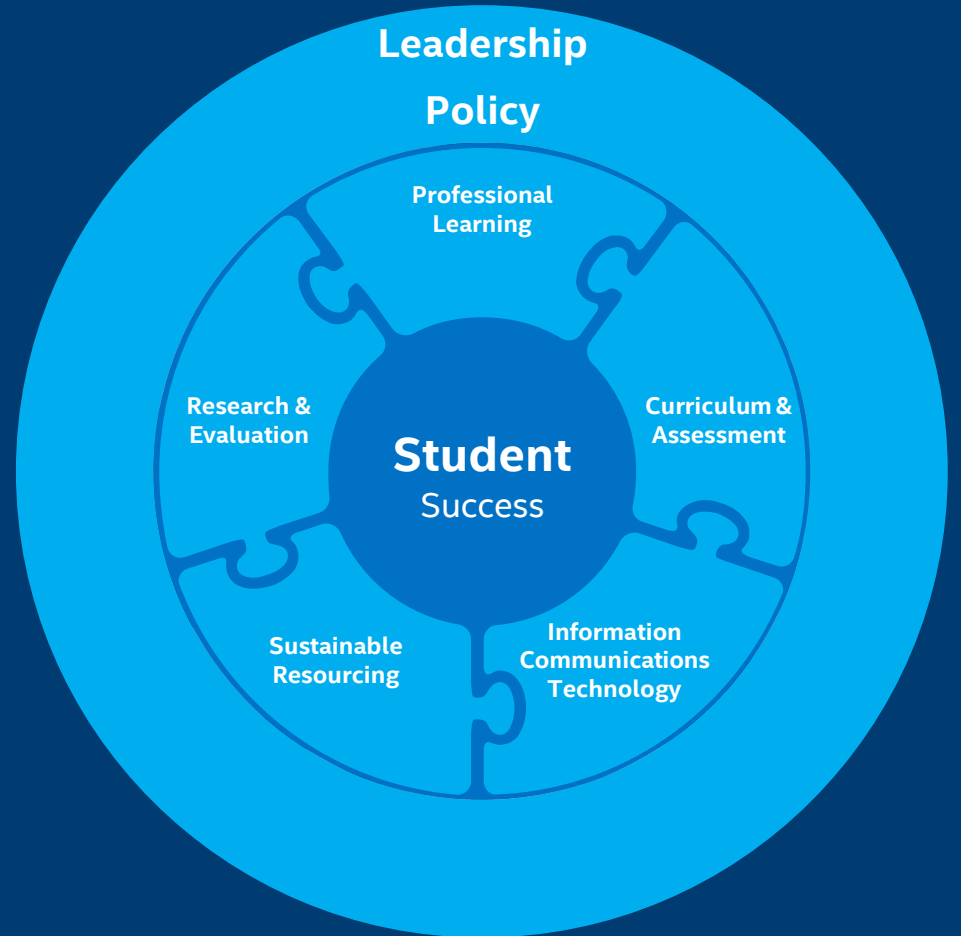 Leadership
Policy
Professional
Learning
Research &
Evaluation
Curriculum &
Assessment
Student
Success
Sustainable
Resourcing
Information
Communications
Technology